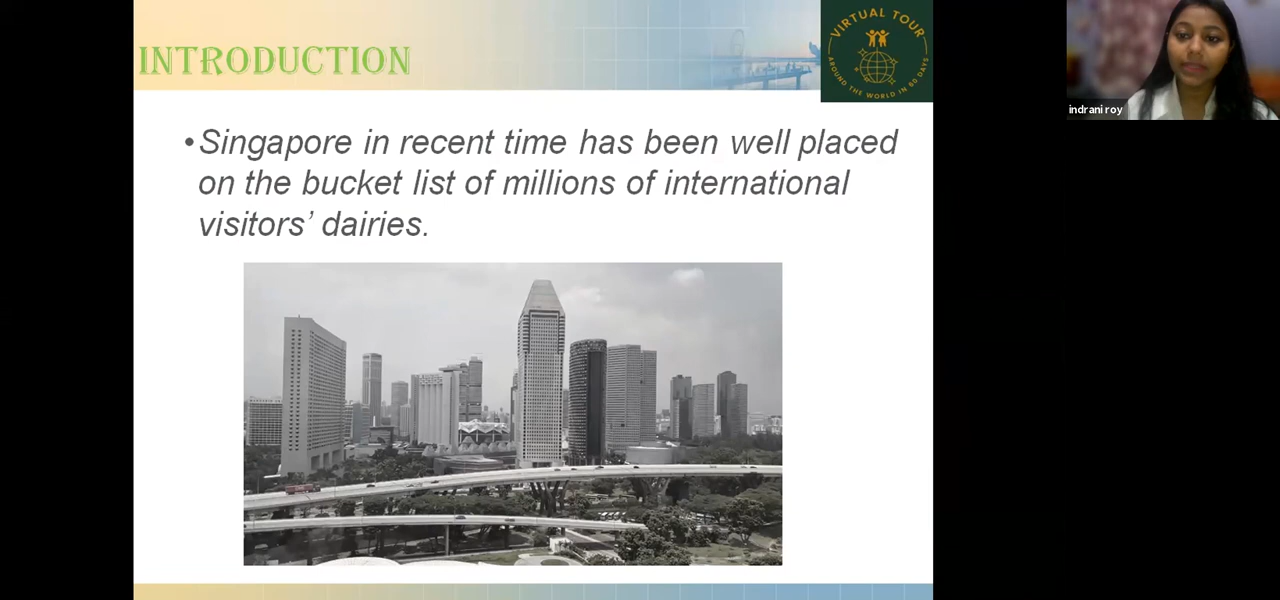 INTRODUCTION
VIRTUAL TOUR
AROUND THE WORLD IN 80 DAYS
indrani roy
•Singapore in recent time has been well placed
on the bucket list of millions of international
visitors’ dairies.